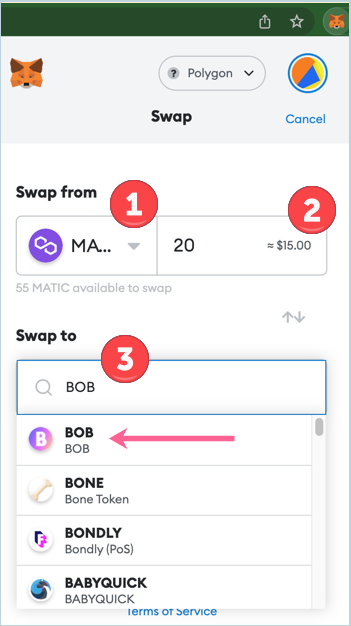 ? Polygon
Swap
Cancel
Swap from
1
2
MA...
20
≈ $15.00
55 MATIC available to swap
Swap to
3
BOB
B
BOB
BOB
BONE
Bone Token
BONDLY
Bondly (PoS)
BABYQUICK
BABYQUICK
Terms of Service